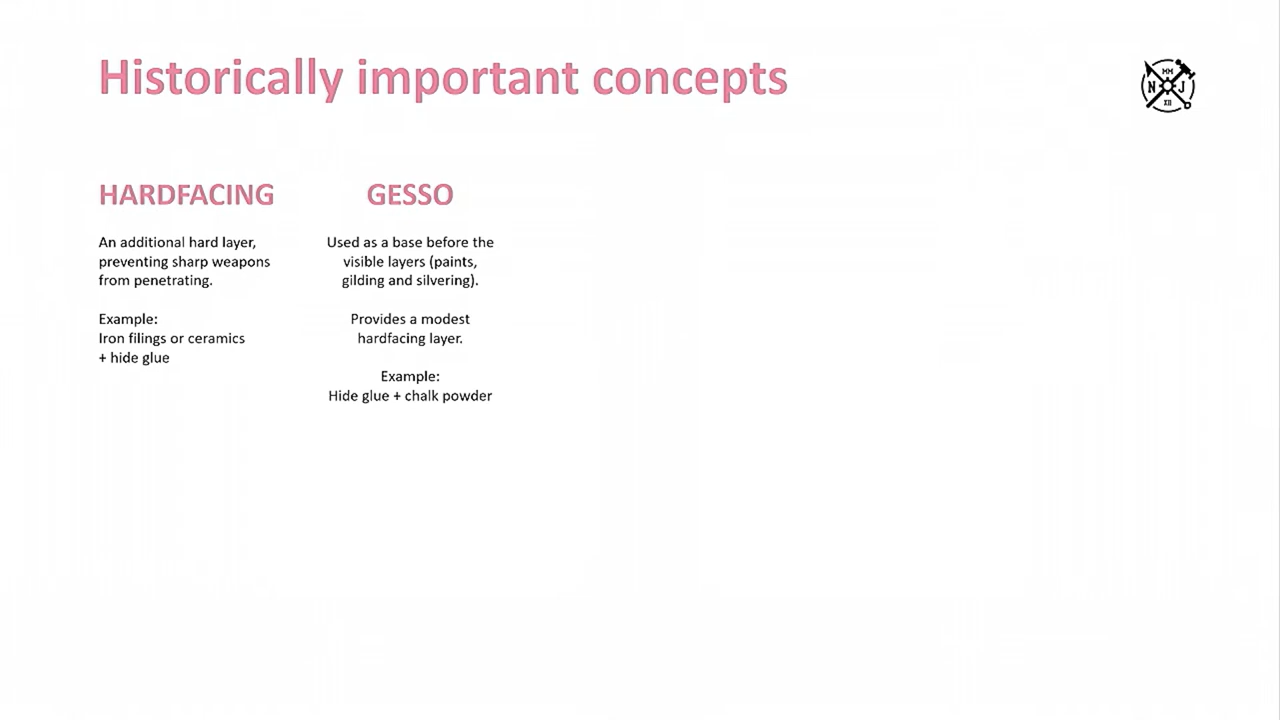 Historically important concepts
MM
N J
XII
HARDFACING
An additional hard layer,
preventing sharp weapons
from penetrating.
Example:
Iron filings or ceramics
+ hide glue
GESSO
Used as a base before the
visible layers (paints,
gilding and silvering).
Provides a modest
hardfacing layer.
Example:
Hide glue + chalk powder